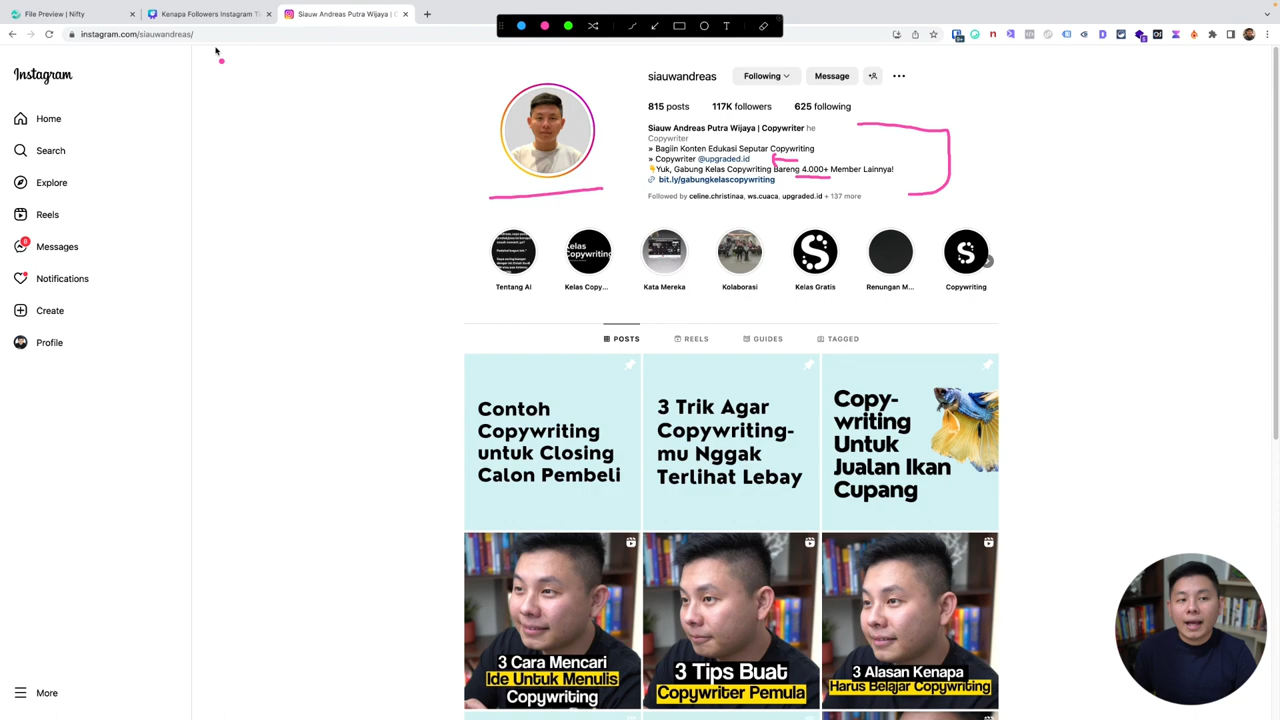 File Preview | Nifty
Kenapa Followers Instagram Ti
Siauw Andreas Putra Wijaya | C
instagram.com/siauwandreas/
T
Instagram
Home
Search
Explore
Reels
8
Messages
Notifications
Create
Profile
More
siauwandreas
Following
Message
815 posts 117K followers 625 following
Siauw Andreas Putra Wijaya | Copywriter he
Copywriter
» Bagiin Konten Edukasi Seputar Copywriting
» Copywriter @upgraded.id
👇Yuk, Gabung Kelas Copywriting Bareng 4.000+ Member Lainnya!
bit.ly/gabungkelascopywriting
Followed by celine.christinaa, ws.cuaca, upgraded.id + 137 more
Kelas
Copywriting
Tentang AI
Kelas Copy...
Kata Mereka
Kolaborasi
Kelas Gratis
Renungan M...
Copywriting
POSTS
REELS
GUIDES
TAGGED
Contoh
Copywriting
untuk Closing
Calon Pembeli
3 Trik Agar
Copywriting-
mu Nggak
Terlihat Lebay
Copy-
writing
Untuk
Jualan Ikan
Cupang
3 Cara Mencari
Ide Untuk Menulis
Copywriting
3 Tips Buat
Copywriter Pemula
3 Alasan Kenapa
Harus Belajar Copywriting